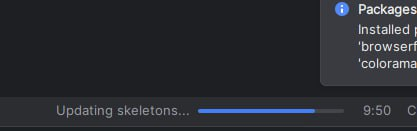 Packages
Installed
'browserf
'colorama
Updating skeletons... 9:50